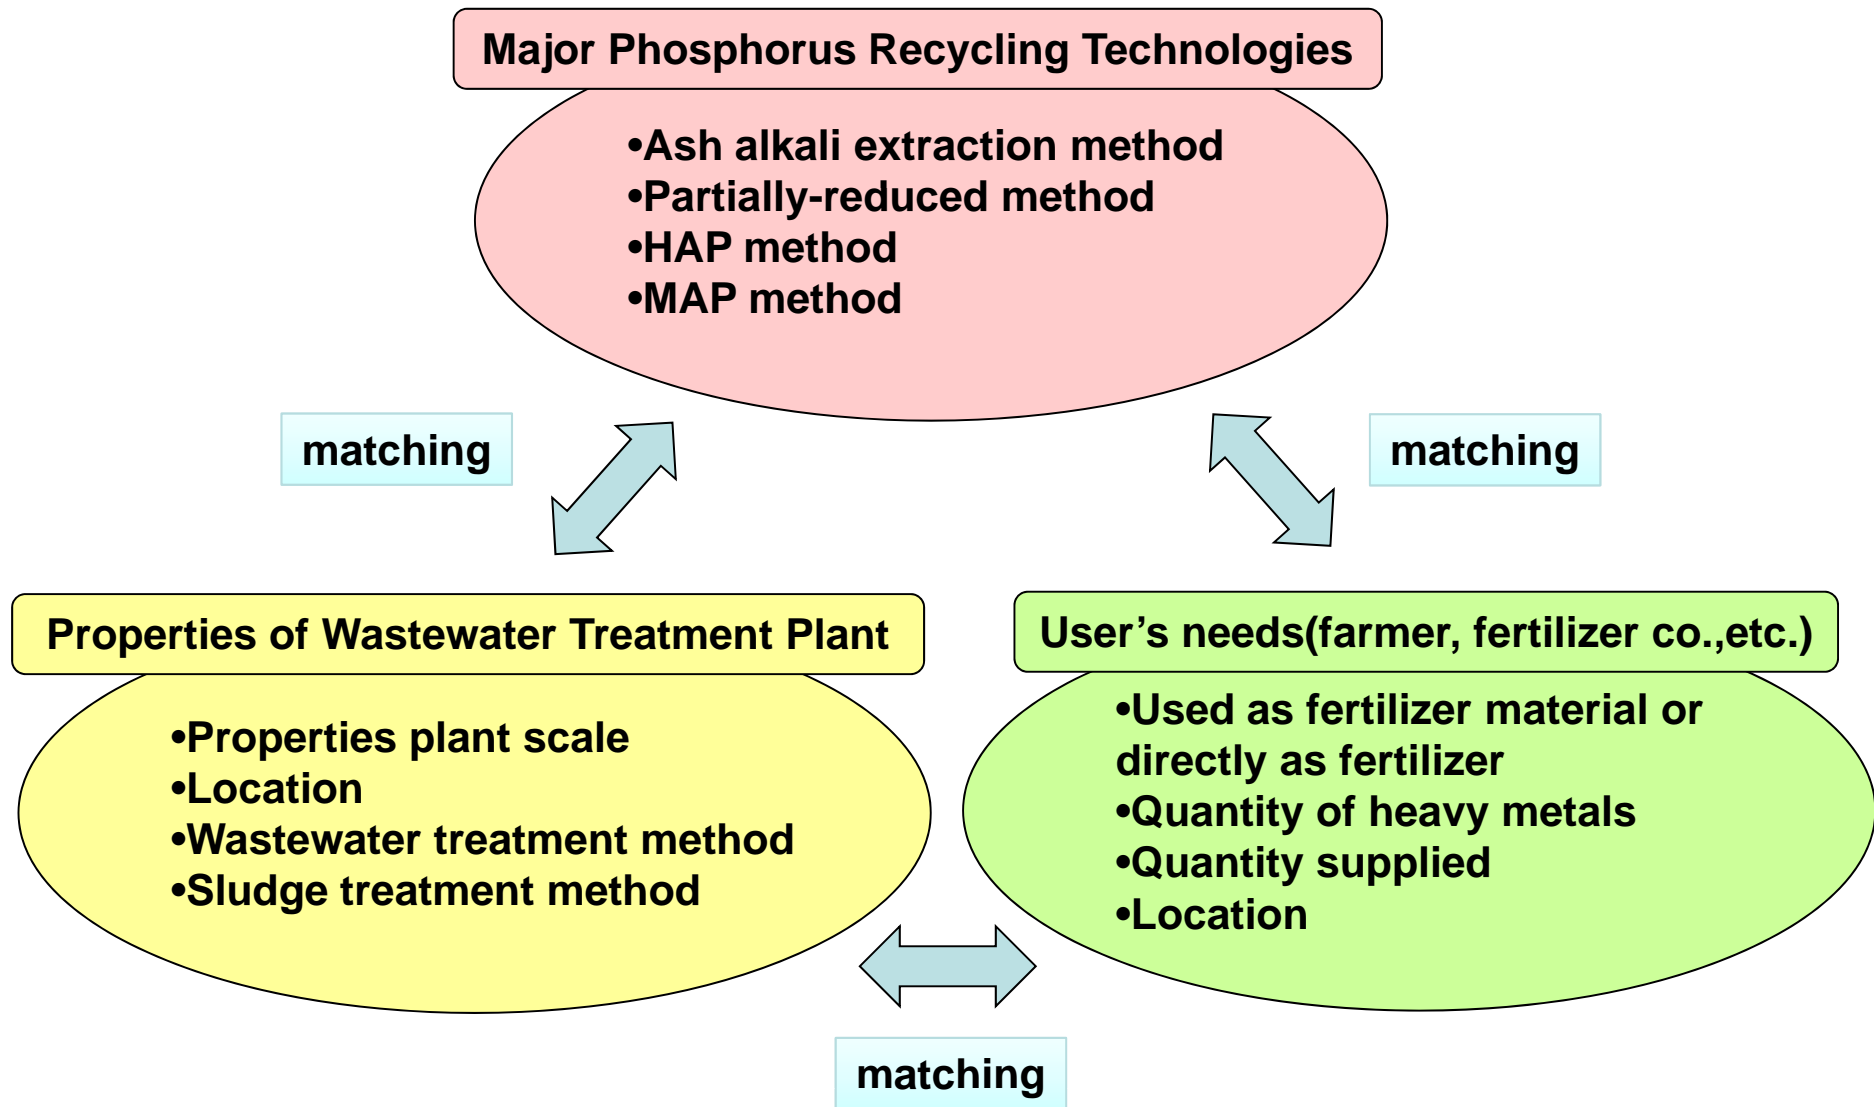 Major Phosphorus Recycling Technologies
•Ash alkali extraction method
•Partially-reduced method
•HAP method
•MAP method
matching
matching
Properties of Wastewater Treatment Plant
•Properties plant scale
•Location
•Wastewater treatment method
•Sludge treatment method
User’s needs(farmer, fertilizer co.,etc.)
•Used as fertilizer material or
directly as fertilizer
•Quantity of heavy metals
•Quantity supplied
•Location
matching